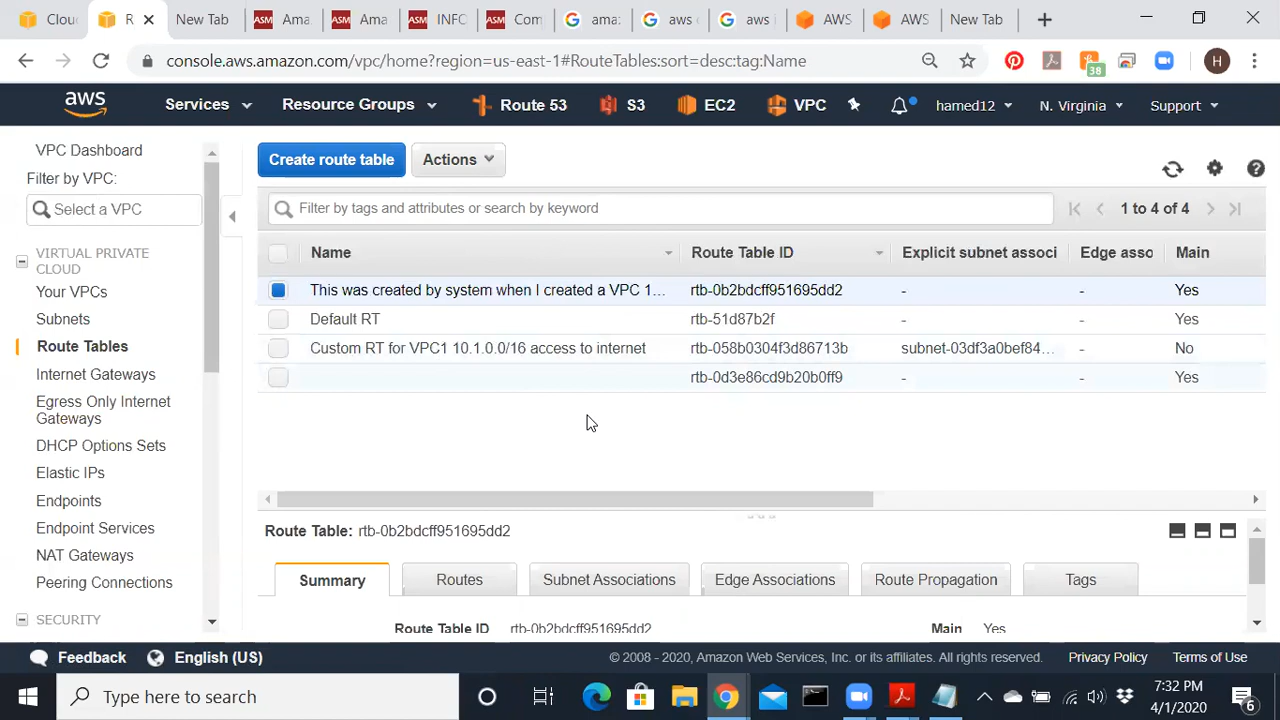 Clou
R
New Tab
ASM Ama
ASM Ama
ASM INFO
ASM Com
amaz
aws c
aws i
AWS
AWS
New Tab
console.aws.amazon.com/vpc/home?region=us-east-1#RouteTables:sort=desc:tag:Name
38
H
aws Services Resource Groups Route 53 S3 EC2 VPC hamed12 N. Virginia Support
VPC Dashboard
Filter by VPC:
Select a VPC
VIRTUAL PRIVATE
CLOUD
Your VPCs
Subnets
Route Tables
Internet Gateways
Egress Only Internet
Gateways
DHCP Options Sets
Elastic IPs
Endpoints
Endpoint Services
NAT Gateways
Peering Connections
SECURITY
Create route table Actions
Filter by tags and attributes or search by keyword
1 to 4 of 4
Name Route Table ID Explicit subnet associ Edge asso Main
This was created by system when I created a VPC 1... rtb-0b2bdcff951695dd2 - - Yes
Default RT rtb-51d87b2f - - Yes
Custom RT for VPC1 10.1.0.0/16 access to internet rtb-058b0304f3d86713b subnet-03df3a0bef84... - No
rtb-0d3e86cd9b20b0ff9 - - Yes
Route Table: rtb-0b2bdcff951695dd2
Summary Routes Subnet Associations Edge Associations Route Propagation Tags
Route Table ID rtb-0b2bdcff951695dd2 Main Yes
Feedback English (US) © 2008 - 2020, Amazon Web Services, Inc. or its affiliates. All rights reserved. Privacy Policy Terms of Use
Type here to search
7:32 PM
4/1/2020
6